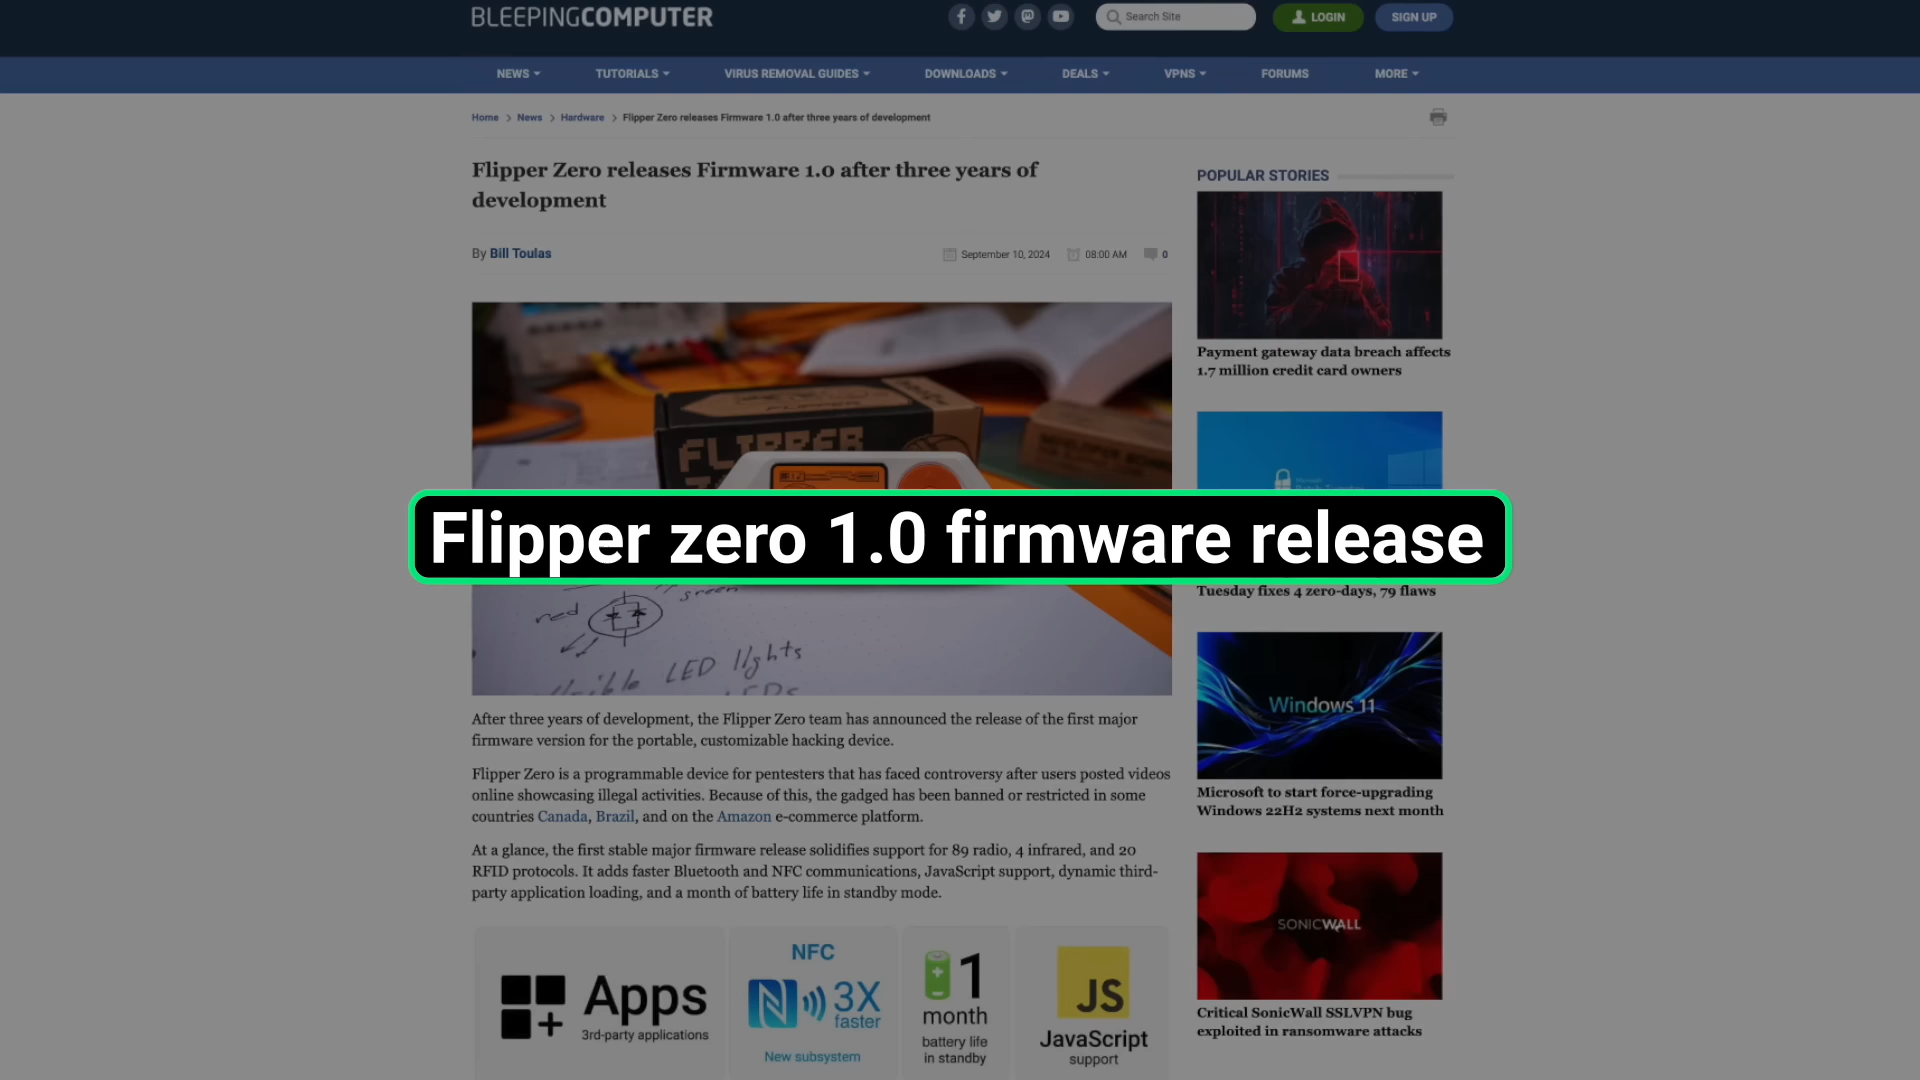 BLEEPINGCOMPUTER
Search Site
LOGIN
SIGN UP
NEWS
TUTORIALS
VIRUS REMOVAL GUIDES
DOWNLOADS
DEALS
VPNS
FORUMS
MORE
Home > News > Hardware > Flipper Zero releases Firmware 1.0 after three years of development
Flipper Zero releases Firmware 1.0 after three years of
development
By Bill Toulas
September 10, 2024
08:00 AM
0
FLIPPER
FLIPPER
Flipper zero 1.0 firmware release
red
green
LED lights
LEDs
After three years of development, the Flipper Zero team has announced the release of the first major
firmware version for the portable, customizable hacking device.
Flipper Zero is a programmable device for pentesters that has faced controversy after users posted videos
online showcasing illegal activities. Because of this, the gadged has been banned or restricted in some
countries Canada, Brazil, and on the Amazon e-commerce platform.
At a glance, the first stable major firmware release solidifies support for 89 radio, 4 infrared, and 20
RFID protocols. It adds faster Bluetooth and NFC communications, JavaScript support, dynamic third-
party application loading, and a month of battery life in standby mode.
Apps
3rd-party applications
NFC
3X
faster
New subsystem
1
month
battery life
in standby
JS
JavaScript
support
POPULAR STORIES
Payment gateway data breach affects
1.7 million credit card owners
Tuesday fixes 4 zero-days, 79 flaws
Windows 11
Microsoft to start force-upgrading
Windows 22H2 systems next month
SONICWALL
Critical SonicWall SSLVPN bug
exploited in ransomware attacks